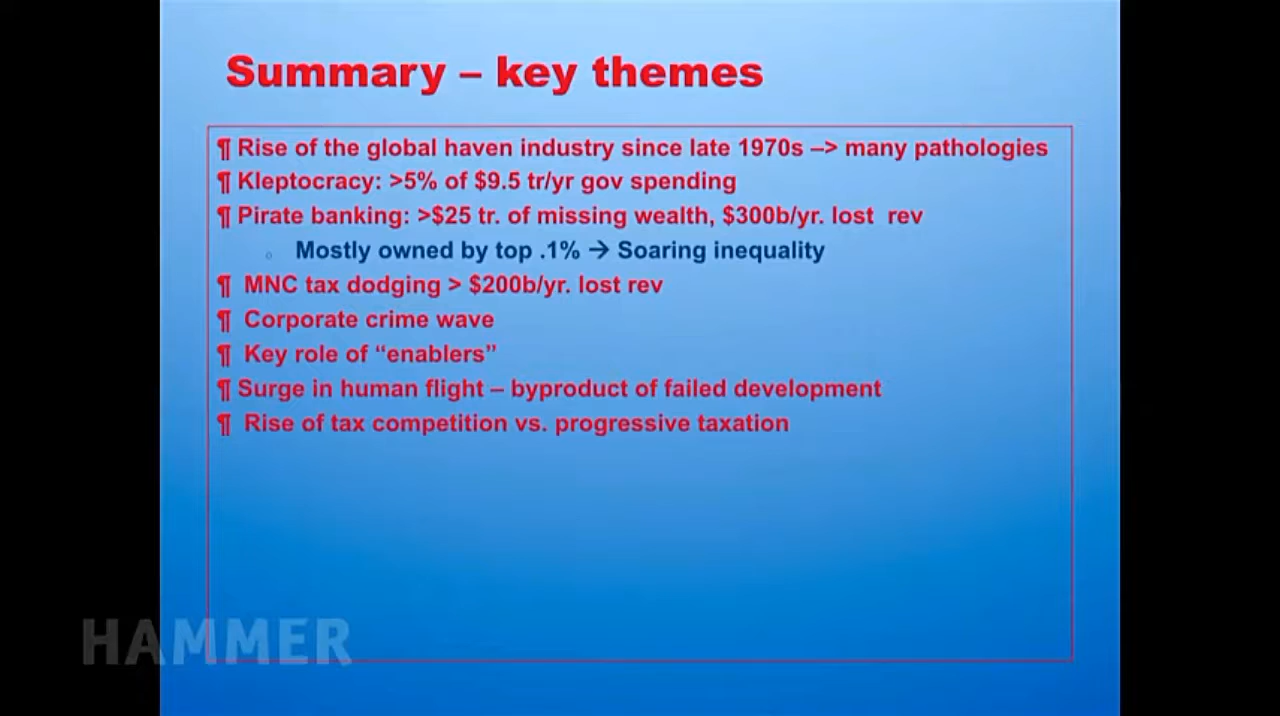 Summary – key themes
¶ Rise of the global haven industry since late 1970s –> many pathologies
¶ Kleptocracy: >5% of $9.5 tr/yr gov spending
¶ Pirate banking: >$25 tr. of missing wealth, $300b/yr. lost  rev
o Mostly owned by top .1% → Soaring inequality
¶ MNC tax dodging > $200b/yr. lost rev
¶ Corporate crime wave
¶ Key role of “enablers”
¶ Surge in human flight – byproduct of failed development
¶ Rise of tax competition vs. progressive taxation
HAMMER